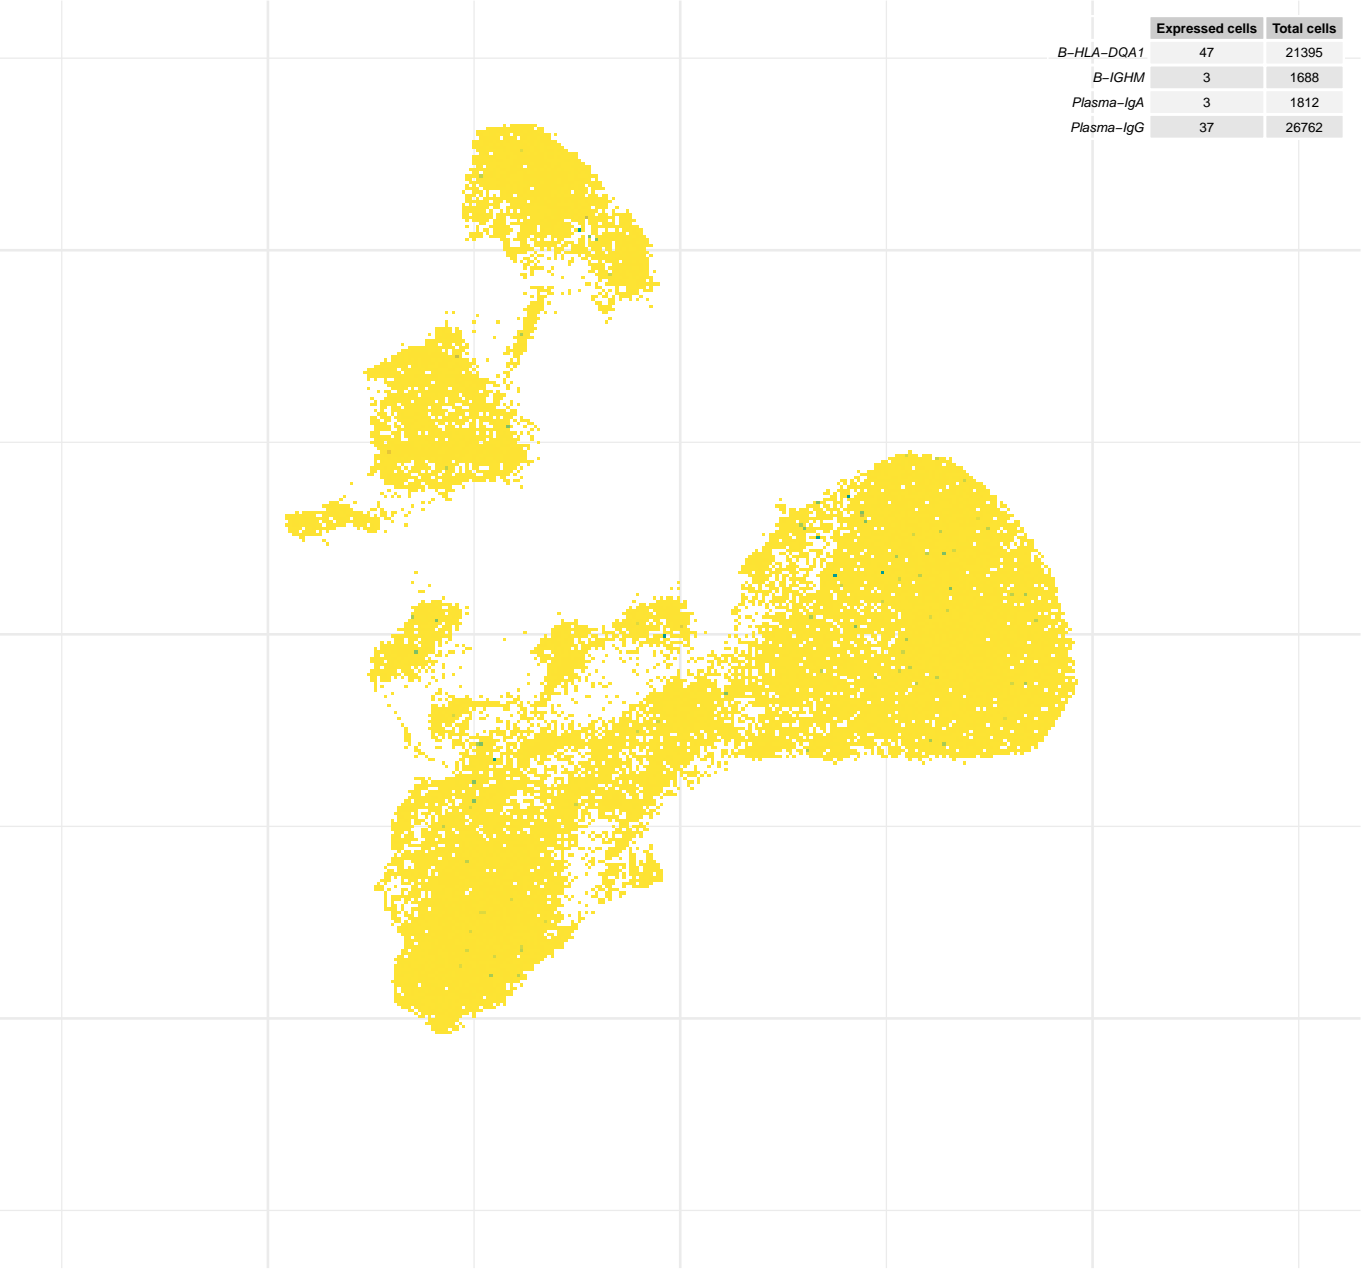 Expressed cells Total cells
B−HLA−DQA1 47 21395
B−IGHM 3 1688
Plasma−IgA 3 1812
Plasma−IgG 37 26762